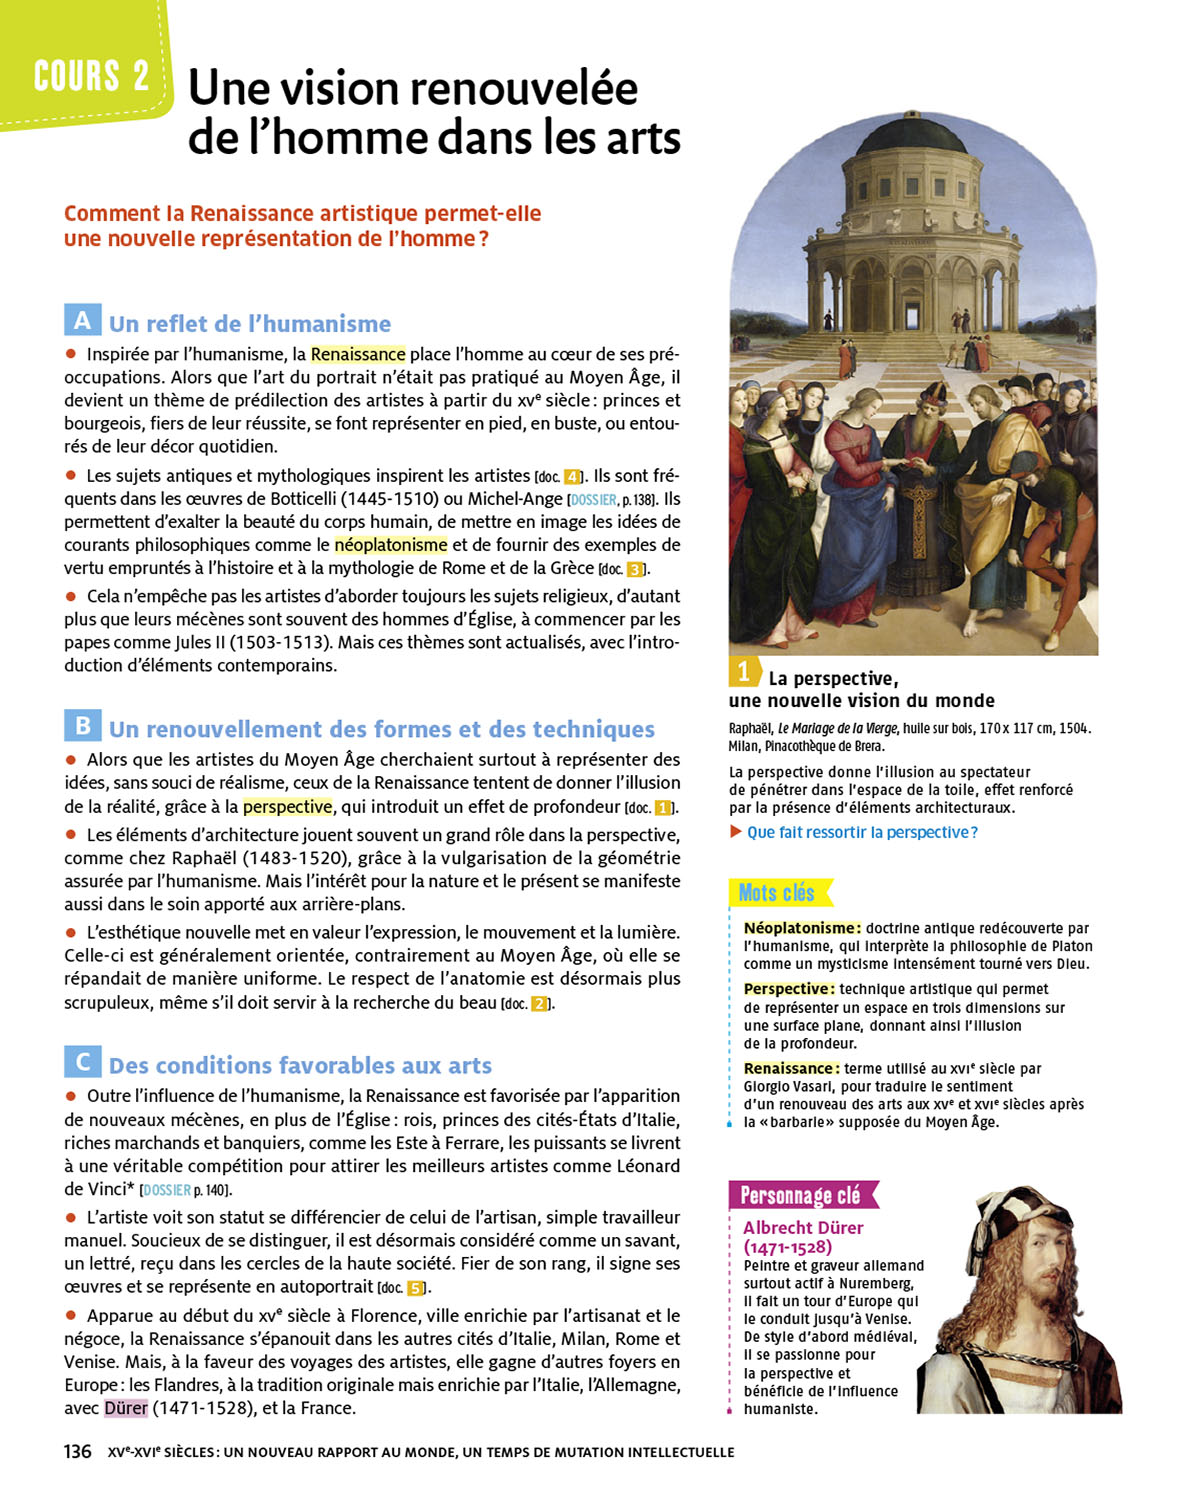 COURS 2
Une vision renouvelée
de l’homme dans les arts
Comment la Renaissance artistique permet-elle
une nouvelle représentation de l’homme ?
A Un reflet de l’humanisme
• Inspirée par l’humanisme, la Renaissance place l’homme au cœur de ses pré-
occupations. Alors que l’art du portrait n’était pas pratiqué au Moyen Âge, il
devient un thème de prédilection des artistes à partir du XVe siècle : princes et
bourgeois, fiers de leur réussite, se font représenter en pied, en buste, ou entou-
rés de leur décor quotidien.
• Les sujets antiques et mythologiques inspirent les artistes [doc. 4]. Ils sont fré-
quents dans les œuvres de Botticelli (1445-1510) ou Michel-Ange [DOSSIER, p. 138]. Ils
permettent d’exalter la beauté du corps humain, de mettre en image les idées de
courants philosophiques comme le néoplatonisme et de fournir des exemples de
vertu empruntés à l’histoire et à la mythologie de Rome et de la Grèce [doc. 3].
• Cela n’empêche pas les artistes d’aborder toujours les sujets religieux, d’autant
plus que leurs mécènes sont souvent des hommes d’Église, à commencer par les
papes comme Jules II (1503-1513). Mais ces thèmes sont actualisés, avec l’intro-
duction d’éléments contemporains.
B Un renouvellement des formes et des techniques
• Alors que les artistes du Moyen Âge cherchaient surtout à représenter des
idées, sans souci de réalisme, ceux de la Renaissance tentent de donner l’illusion
de la réalité, grâce à la perspective, qui introduit un effet de profondeur [doc. 1].
• Les éléments d’architecture jouent souvent un grand rôle dans la perspective,
comme chez Raphaël (1483-1520), grâce à la vulgarisation de la géométrie
assurée par l’humanisme. Mais l’intérêt pour la nature et le présent se manifeste
aussi dans le soin apporté aux arrière-plans.
• L’esthétique nouvelle met en valeur l’expression, le mouvement et la lumière.
Celle-ci est généralement orientée, contrairement au Moyen Âge, où elle se
répandait de manière uniforme. Le respect de l’anatomie est désormais plus
scrupuleux, même s’il doit servir à la recherche du beau [doc. 2].
C Des conditions favorables aux arts
• Outre l’influence de l’humanisme, la Renaissance est favorisée par l’apparition
de nouveaux mécènes, en plus de l’Église : rois, princes des cités-États d’Italie,
riches marchands et banquiers, comme les Este à Ferrare, les puissants se livrent
à une véritable compétition pour attirer les meilleurs artistes comme Léonard
de Vinci* [DOSSIER p. 140].
• L’artiste voit son statut se différencier de celui de l’artisan, simple travailleur
manuel. Soucieux de se distinguer, il est désormais considéré comme un savant,
un lettré, reçu dans les cercles de la haute société. Fier de son rang, il signe ses
œuvres et se représente en autoportrait [doc. 5].
• Apparue au début du XVe siècle à Florence, ville enrichie par l’artisanat et le
négoce, la Renaissance s’épanouit dans les autres cités d’Italie, Milan, Rome et
Venise. Mais, à la faveur des voyages des artistes, elle gagne d’autres foyers en
Europe : les Flandres, à la tradition originale mais enrichie par l’Italie, l’Allemagne,
avec Dürer (1471-1528), et la France.
1 La perspective,
une nouvelle vision du monde
Raphaël, Le Mariage de la Vierge, huile sur bois, 170 x 117 cm, 1504.
Milan, Pinacothèque de Brera.
La perspective donne l’illusion au spectateur
de pénétrer dans l’espace de la toile, effet renforcé
par la présence d’éléments architecturaux.
▶ Que fait ressortir la perspective ?
Mots clés
Néoplatonisme : doctrine antique redécouverte par
l’humanisme, qui interprète la philosophie de Platon
comme un mysticisme intensément tourné vers Dieu.
Perspective : technique artistique qui permet
de représenter un espace en trois dimensions sur
une surface plane, donnant ainsi l’illusion
de la profondeur.
Renaissance : terme utilisé au XVIe siècle par
Giorgio Vasari, pour traduire le sentiment
d’un renouveau des arts aux XVe et XVIe siècles après
la « barbarie » supposée du Moyen Âge.
Personnage clé
Albrecht Dürer
(1471-1528)
Peintre et graveur allemand
surtout actif à Nuremberg,
il fait un tour d’Europe qui
le conduit jusqu’à Venise.
De style d’abord médiéval,
il se passionne pour
la perspective et
bénéficie de l’influence
humaniste.
136 XVe-XVIe SIÈCLES : UN NOUVEAU RAPPORT AU MONDE, UN TEMPS DE MUTATION INTELLECTUELLE